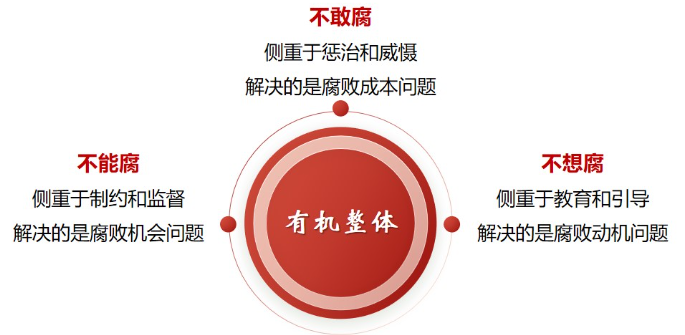 不敢腐
侧重于惩治和威慑
解决的是腐败成本问题
不能腐
侧重于制约和监督
解决的是腐败机会问题
有机整体
不想腐
侧重于教育和引导
解决的是腐败动机问题